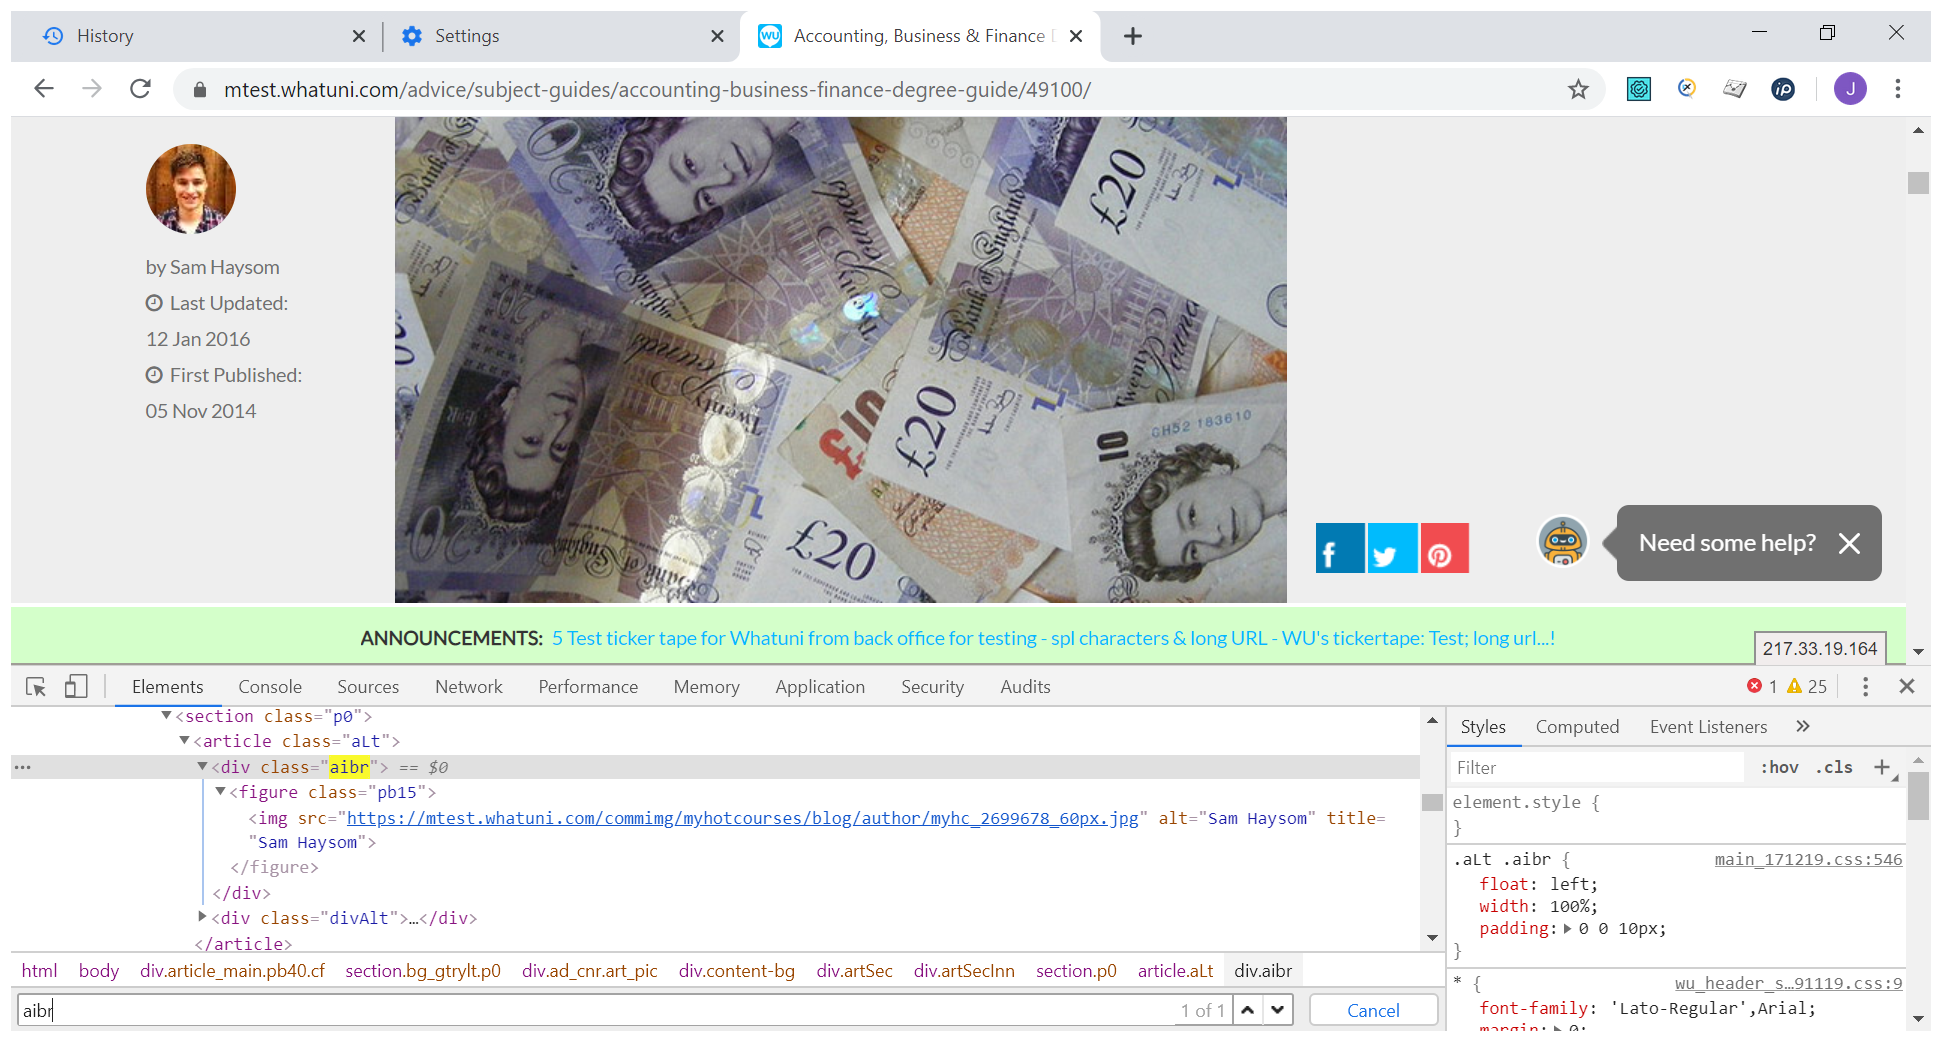 History
Settings
Accounting, Business & Finance D
mtest.whatuni.com/advice/subject-guides/accounting-business-finance-degree-guide/49100/
J
by Sam Haysom
Last Updated:
12 Jan 2016
First Published:
05 Nov 2014
£20
£20
£20
£10
10
CH52 183610
Need some help?
ANNOUNCEMENTS: 5 Test ticker tape for Whatuni from back office for testing - spl characters & long URL - WU's tickertape: Test; long url...!
217.33.19.164
Elements Console Sources Network Performance Memory Application Security Audits 1 25
<section class="p0">
<article class="aLt">
<div class="aibr"> == $0
<figure class="pb15">
<img src="https://mtest.whatuni.com/commimg/myhotcourses/blog/author/myhc_2699678_60px.jpg" alt="Sam Haysom" title=
"Sam Haysom">
</figure>
</div>
<div class="divAlt">…</div>
</article>
html body div.article_main.pb40.cf section.bg_gtrylt.p0 div.ad_cnr.art_pic div.content-bg div.artSec div.artSecInn section.p0 article.aLt div.aibr
aibr 1 of 1 Cancel
Styles Computed Event Listeners »
Filter :hov .cls +
element.style {
}
.aLt .aibr { main_171219.css:546
float: left;
width: 100%;
padding: 0 0 10px;
}
* { wu_header_s…91119.css:9
font-family: 'Lato-Regular',Arial;
margin: 0;